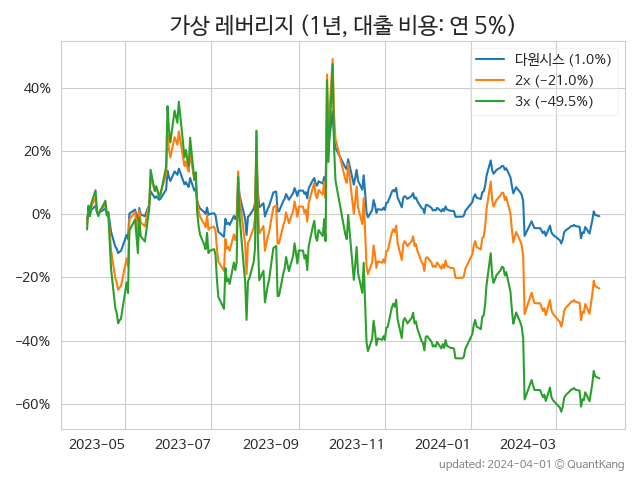 가상 레버리지 (1년, 대출 비용: 연 5%)
다원시스 (1.0%)
2x (−21.0%)
3x (−49.5%)
40%
20%
0%
−20%
−40%
−60%
2023-05 2023-07 2023-09 2023-11 2024-01 2024-03
updated: 2024-04-01 © QuantKang